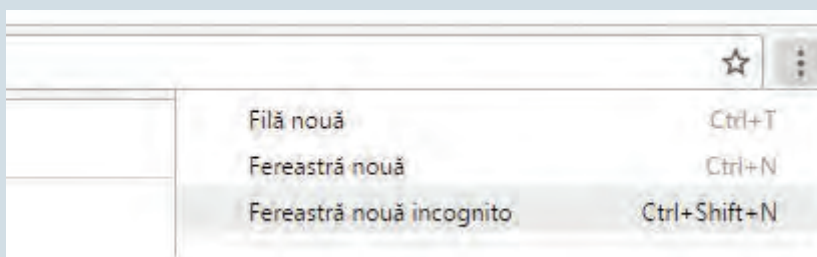 Filă nouă Ctrl+T
Fereastră nouă Ctrl+N
Fereastră nouă incognito Ctrl+Shift+N